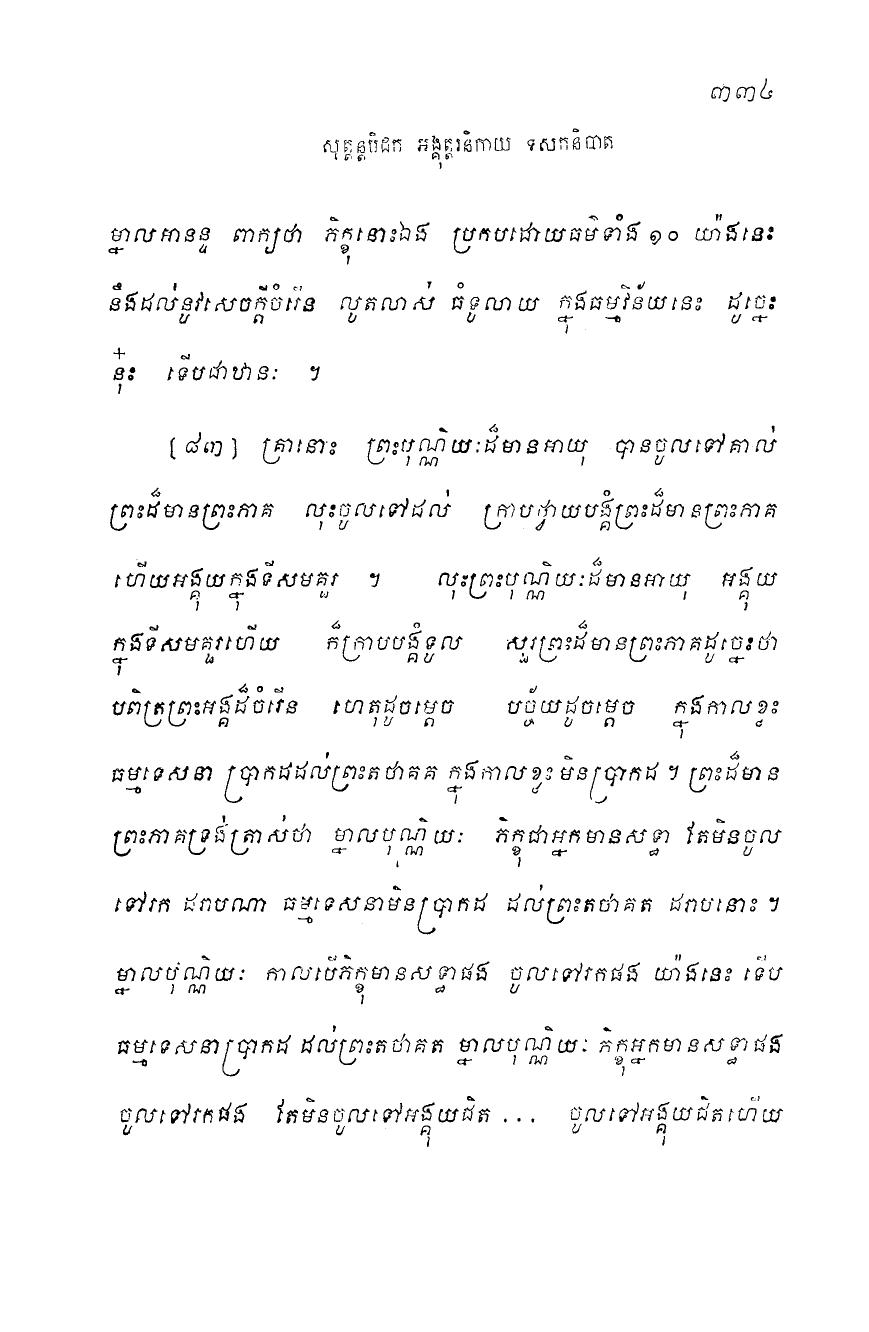 ៣៣៤
សុត្តន្តបិដក អង្គុត្តរនិកាយ ទសកនិបាត
ម្នាលអានន្ទ ពាក្យថា ភិក្ខុនោះឯង ប្រកបដោយធម៌ទាំង ១០ យ៉ាងនេះ
នឹងដល់នូវសេចក្តីចំរើន លូតលាស់ ធំទូលាយ ក្នុងធម្មវិន័យនេះ ដូច្នេះ
+
នុ៎ះ ទើបជាឋានៈ ។
[៨៣] គ្រានោះ ព្រះបុណ្ណិយៈដ៏មានអាយុ បានចូលទៅគាល់
ព្រះដ៏មានព្រះភាគ លុះចូលទៅដល់ ក្រាបថ្វាយបង្គំព្រះដ៏មានព្រះភាគ
ហើយអង្គុយក្នុងទីសមគួរ ។ លុះព្រះបុណ្ណិយៈដ៏មានអាយុ អង្គុយ
ក្នុងទីសមគួរហើយ ក៏ក្រាបបង្គំទូល សួរព្រះដ៏មានព្រះភាគដូច្នេះថា
បពិត្រព្រះអង្គដ៏ចំរើន ហេតុដូចម្តេច បច្ច័យដូចម្តេច ក្នុងកាលខ្វះ
ធម្មទេសនា ប្រាកដដល់ព្រះតថាគគ ក្នុងកាលខ្វះ មិនប្រាកដ ។ ព្រះដ៏មាន
ព្រះភាគទ្រង់ត្រាស់ថា ម្នាលបុណ្ណិយៈ ភិក្ខុជាអ្នកមានសទ្ធា តែមិនចូល
ទៅរក ដរាបណា ធម្មទេសនាមិនប្រាកដ ដល់ព្រះតថាគត ដរាបនោះ ។
ម្នាលបុណ្ណិយៈ កាលបើភិក្ខុមានសទ្ធាផង ចូលទៅរកផង យ៉ាងនេះ ទើប
ធម្មទេសនាប្រាកដ ដល់ព្រះតថាគត ម្នាលបុណ្ណិយៈ ភិក្ខុអ្នកមានសទ្ធាផង
ចូលទៅរកផង តែមិនចូលទៅអង្គុយជិត ... ចូលទៅអង្គុយជិតហើយ